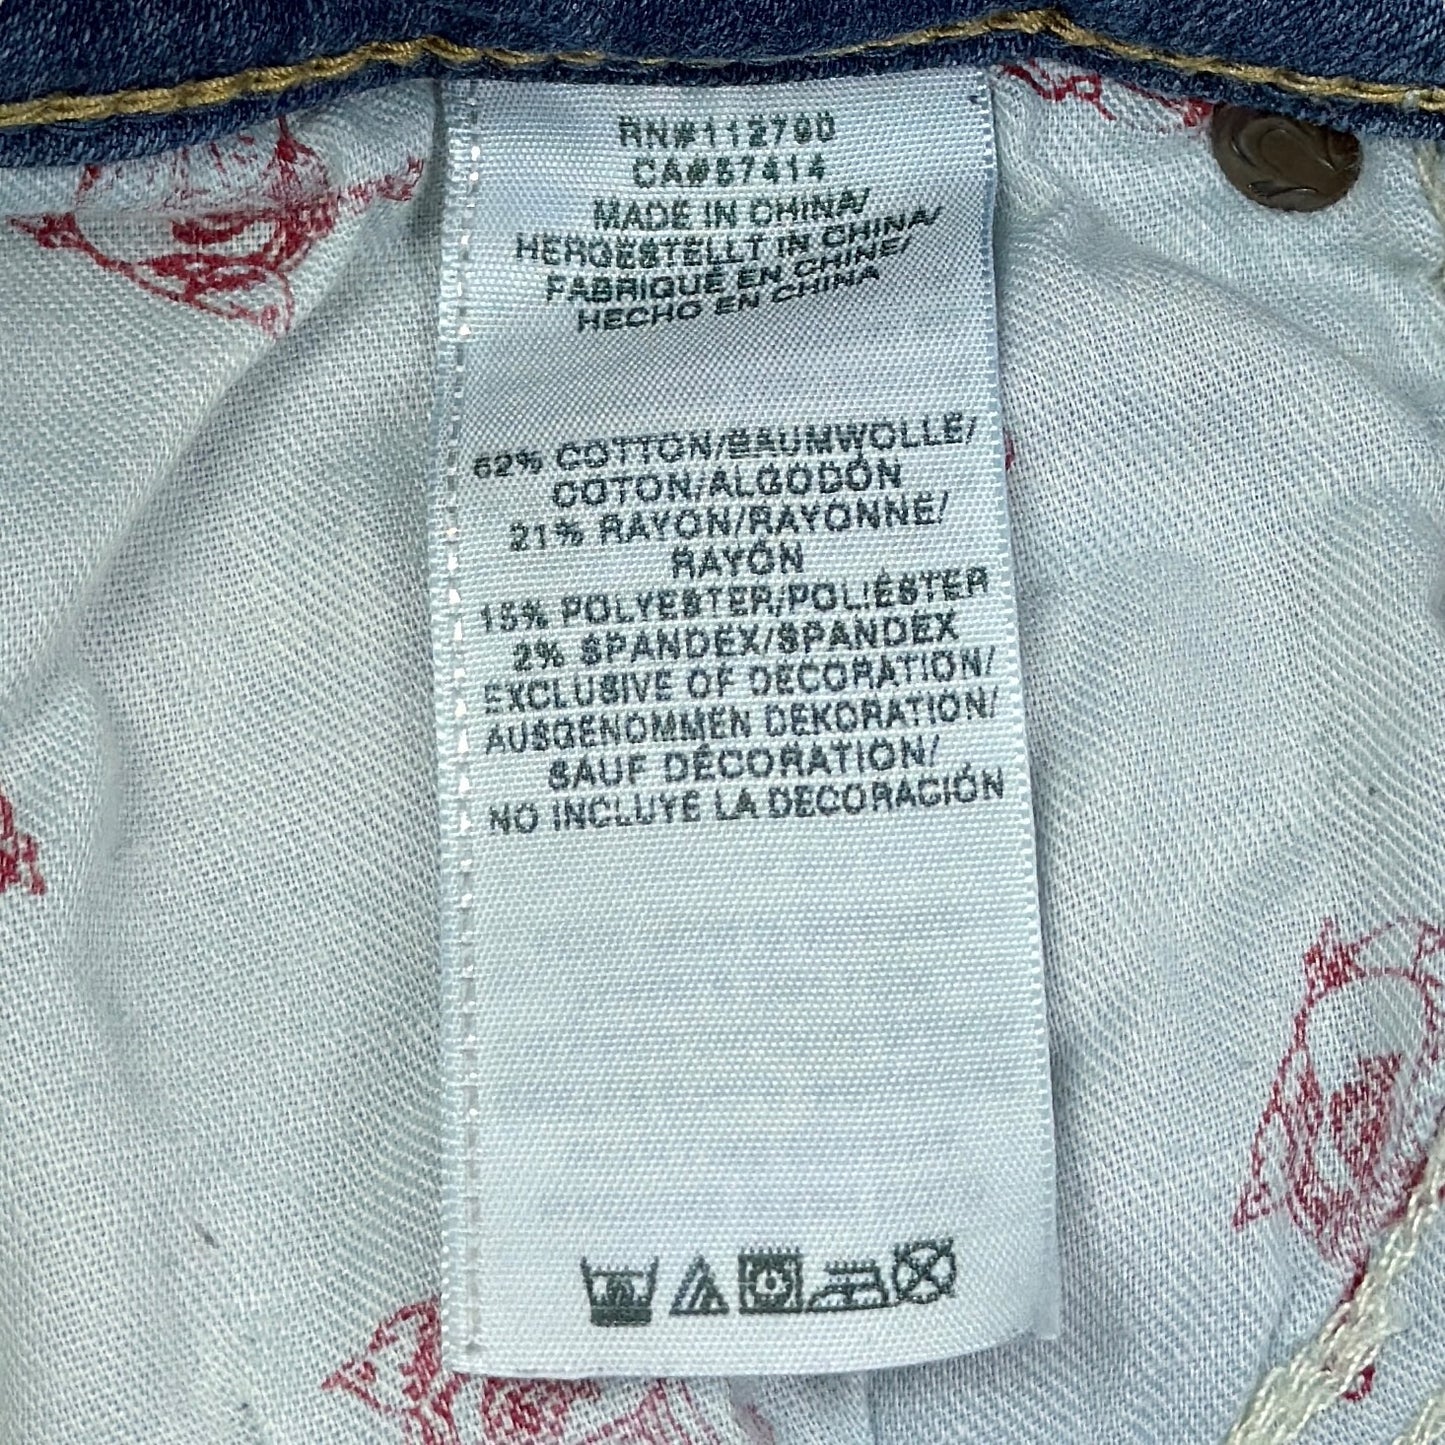 RN#112790
CA#57414
MADE IN CHINA/
HERGESTELLT IN CHINA/
FABRIQUÉ EN CHINE/
HECHO EN CHINA
62% COTTON/BAUMWOLLE/
COTON/ALGODÓN
21% RAYON/RAYONNE/
RAYÓN
15% POLYESTER/POLIÉSTER
2% SPANDEX/SPANDEX
EXCLUSIVE OF DECORATION/
AUSGENOMMEN DEKORATION/
SAUF DÉCORATION/
NO INCLUYE LA DECORACIÓN